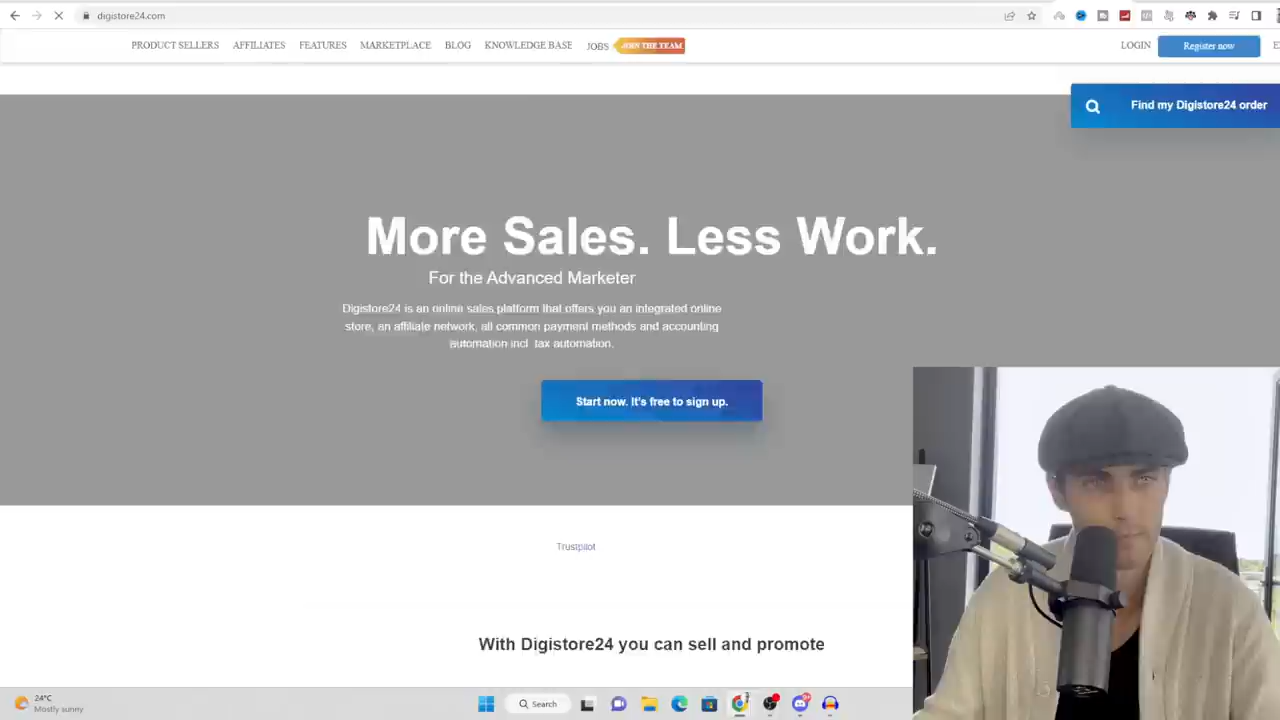 digistore24.com
PRODUCT SELLERS AFFILIATES FEATURES MARKETPLACE BLOG KNOWLEDGE BASE JOBS JOIN THE TEAM LOGIN Register now
Find my Digistore24 order
More Sales. Less Work.
For the Advanced Marketer
Digistore24 is an online sales platform that offers you an integrated online
store, an affiliate network, all common payment methods and accounting
automation incl tax automation.
Start now. It's free to sign up.
Trustpilot
With Digistore24 you can sell and promote
24°C
Mostly sunny
Search